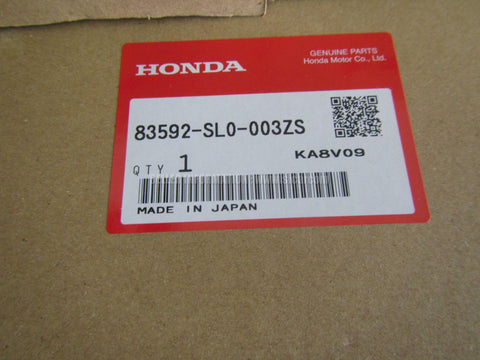 HONDA
GENUINE PARTS
Honda Motor Co., Ltd.
83592-SL0-003ZS
KA8V09
QTY 1
MADE IN JAPAN